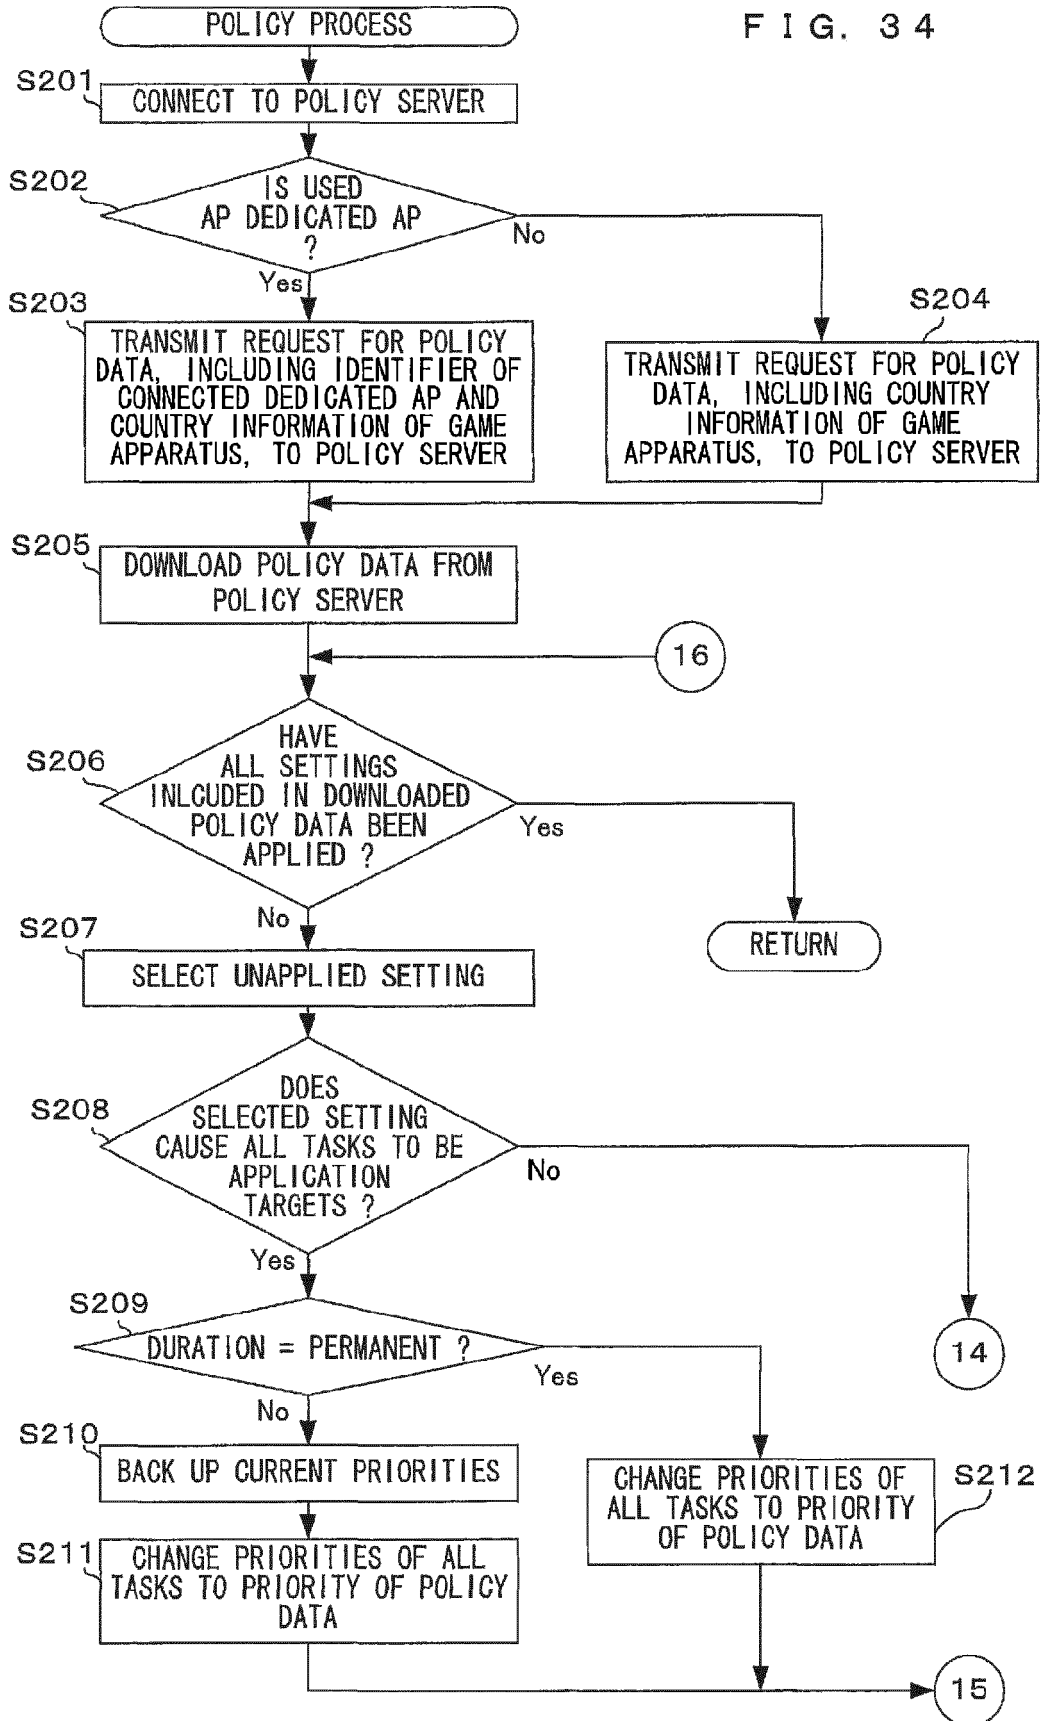 FIG. 34
POLICY PROCESS
S201
CONNECT TO POLICY SERVER
S202
IS USED
AP DEDICATED AP
?
No
Yes
S203
TRANSMIT REQUEST FOR POLICY
DATA, INCLUDING IDENTIFIER OF
CONNECTED DEDICATED AP AND
COUNTRY INFORMATION OF GAME
APPARATUS, TO POLICY SERVER
S204
TRANSMIT REQUEST FOR POLICY
DATA, INCLUDING COUNTRY
INFORMATION OF GAME
APPARATUS, TO POLICY SERVER
S205
DOWNLOAD POLICY DATA FROM
POLICY SERVER
16
S206
HAVE
ALL SETTINGS
INLCUDED IN DOWNLOADED
POLICY DATA BEEN
APPLIED ?
Yes
No
RETURN
S207
SELECT UNAPPLIED SETTING
S208
DOES
SELECTED SETTING
CAUSE ALL TASKS TO BE
APPLICATION
TARGETS ?
No
Yes
14
S209
DURATION = PERMANENT ?
Yes
No
S210
BACK UP CURRENT PRIORITIES
S212
CHANGE PRIORITIES OF
ALL TASKS TO PRIORITY
OF POLICY DATA
S211
CHANGE PRIORITIES OF ALL
TASKS TO PRIORITY OF POLICY
DATA
15